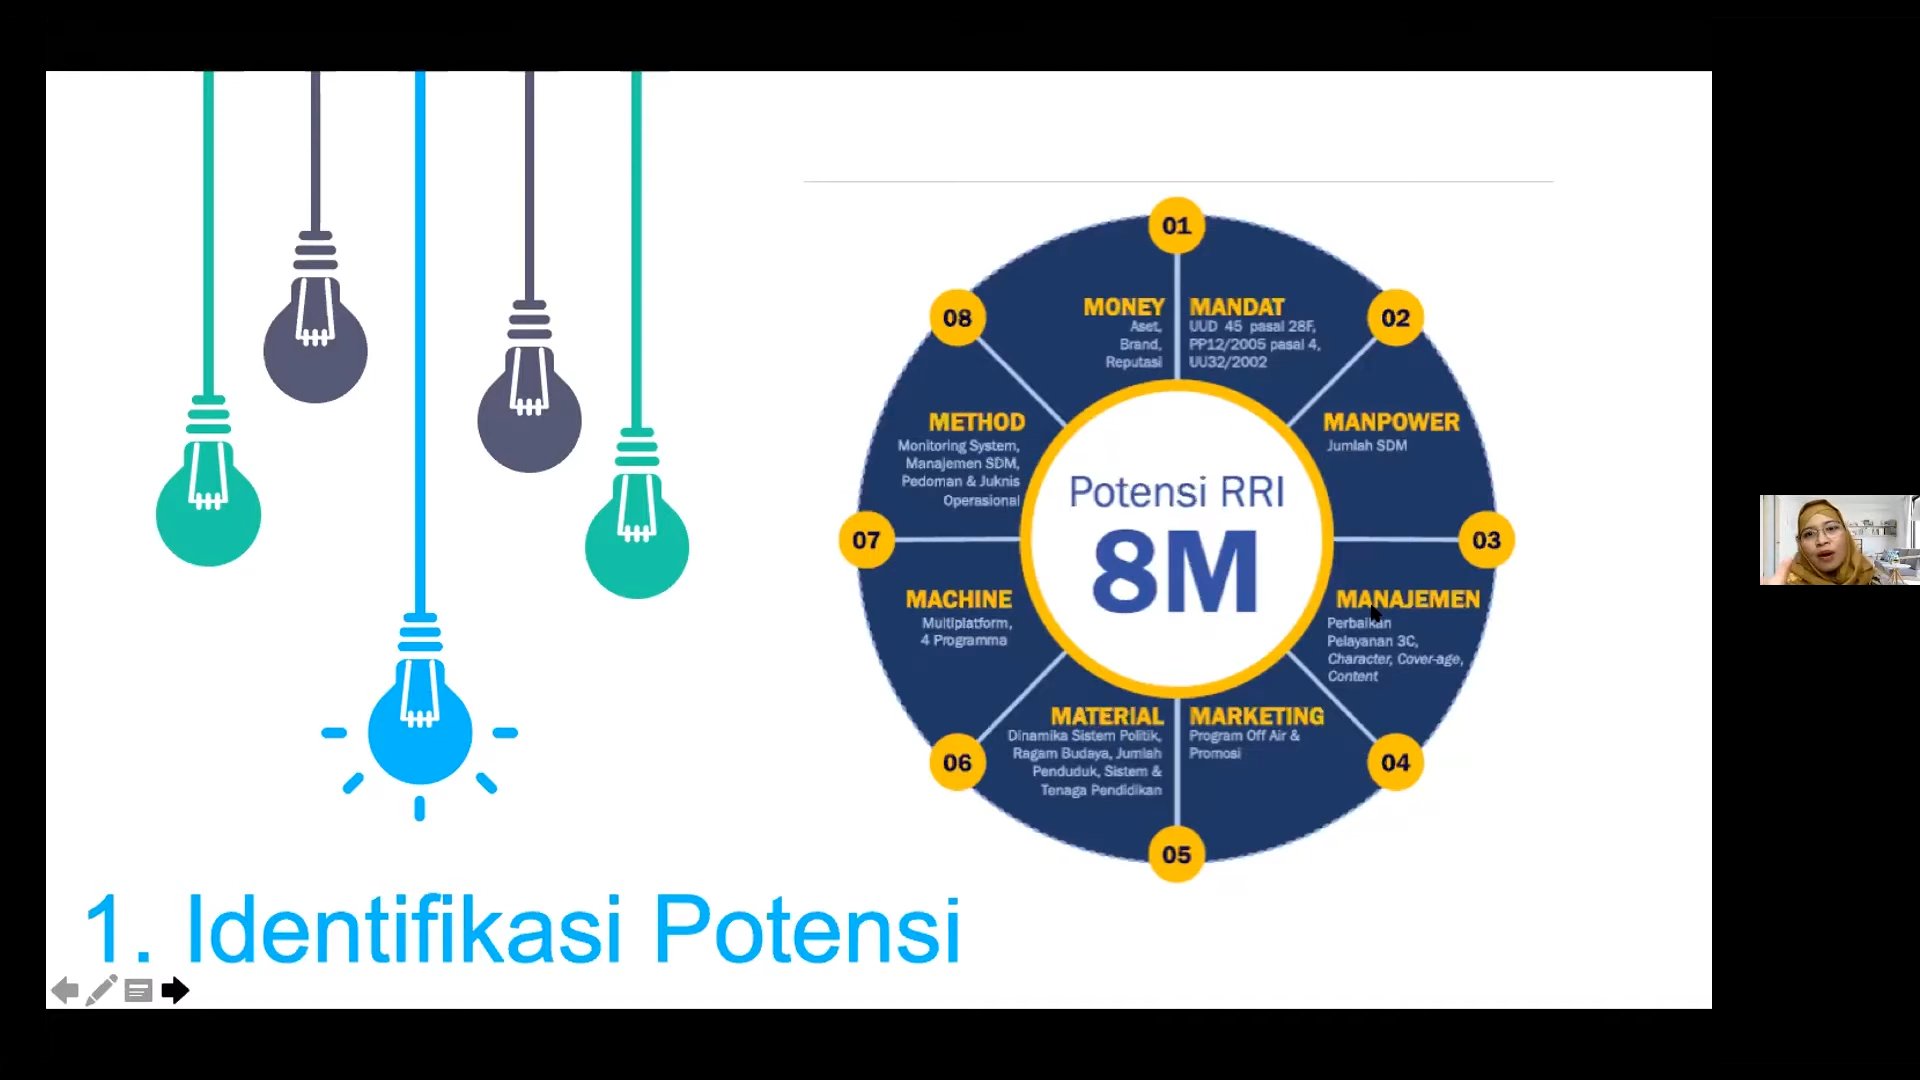 01
MONEY
Aset,
Brand,
Reputasi
MANDAT
UUD 45 pasal 28F,
PP12/2005 pasal 4,
UU32/2002
02
MANPOWER
Jumlah SDM
03
MANAJEMEN
Perbaikan
Pelayanan 3C,
Character, Cover-age,
Content
04
MARKETING
Program Off Air &
Promosi
05
MATERIAL
Dinamika Sistem Politik,
Ragam Budaya, Jumlah
Penduduk, Sistem &
Tenaga Pendidikan
06
MACHINE
Multiplatform,
4 Programma
07
METHOD
Monitoring System,
Manajemen SDM,
Pedoman & Juknis
Operasional
08
Potensi RRI
8M
1. Identifikasi Potensi